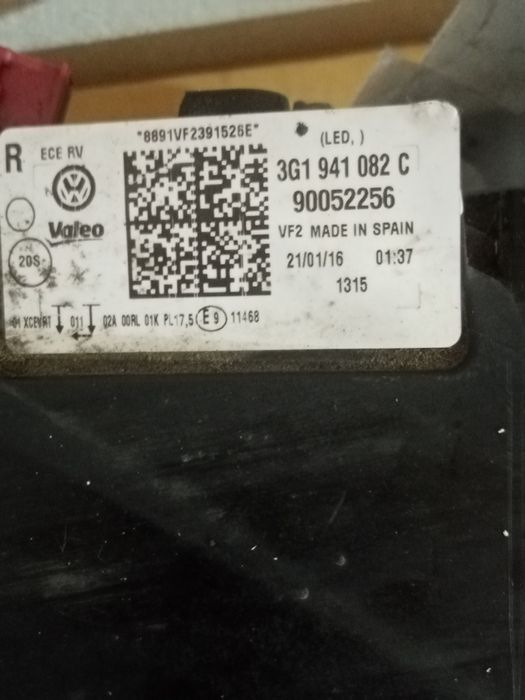 R ECE RV
"8891VF2391526E"
(LED, )
3G1 941 082 C
90052256
Valeo
VF2 MADE IN SPAIN
20S
21/01/16 01:37
1315
011 02A 00RL 01K PL17,5 E9 11468